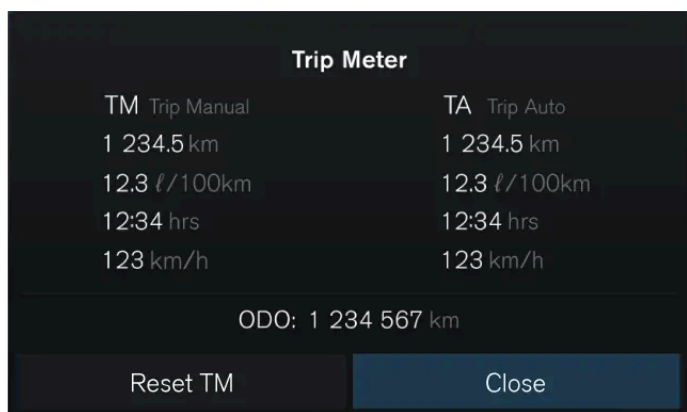 Trip Meter
TM Trip Manual TA Trip Auto
1 234.5 km 1 234.5 km
12.3 ℓ/100km 12.3 ℓ/100km
12:34 hrs 12:34 hrs
123 km/h 123 km/h
ODO: 1 234 567 km
Reset TM Close